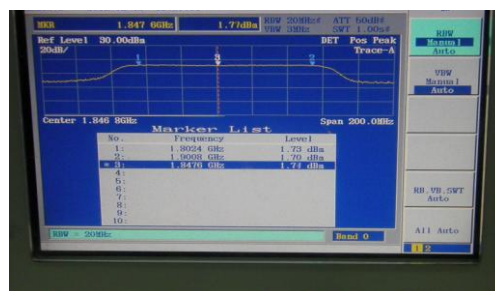 MKR 1.847 6GHz 1.77dBm RBW 20MHz# ATT 50dB#
VBW 3MHz SWT 1.00s#
Ref Level 30.00dBm DET Pos Peak
20dB/ Trace-A
Center 1.846 8GHz Span 200.0MHz
Marker List
No. Frequency Level
1: 1.8024 GHz 1.73 dBm
2: 1.9008 GHz 1.70 dBm
* 3: 1.8476 GHz 1.77 dBm
4:
5:
6:
7:
8:
9:
10:
RBW = 20MHz Band 0
RBW
Manual
Auto
VBW
Manual
Auto
RB.VB.SWT
Auto
All Auto
1 2